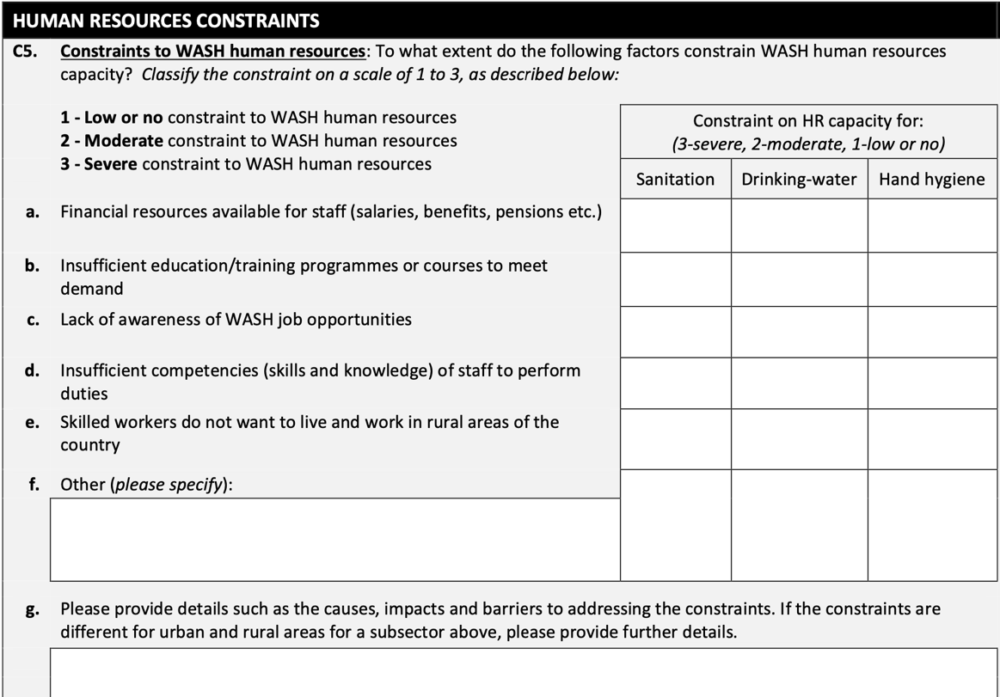 HUMAN RESOURCES CONSTRAINTS
C5. Constraints to WASH human resources: To what extent do the following factors constrain WASH human resources
capacity? Classify the constraint on a scale of 1 to 3, as described below:
1 - Low or no constraint to WASH human resources
2 - Moderate constraint to WASH human resources
3 - Severe constraint to WASH human resources
Constraint on HR capacity for:
(3-severe, 2-moderate, 1-low or no)
Sanitation Drinking-water Hand hygiene
a. Financial resources available for staff (salaries, benefits, pensions etc.)
b. Insufficient education/training programmes or courses to meet
demand
c. Lack of awareness of WASH job opportunities
d. Insufficient competencies (skills and knowledge) of staff to perform
duties
e. Skilled workers do not want to live and work in rural areas of the
country
f. Other (please specify):
g. Please provide details such as the causes, impacts and barriers to addressing the constraints. If the constraints are
different for urban and rural areas for a subsector above, please provide further details.